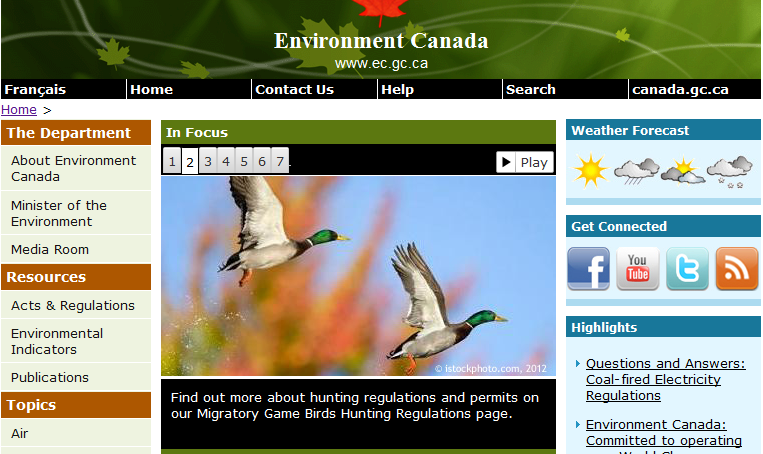 Environment Canada
www.ec.gc.ca
Français Home Contact Us Help Search canada.gc.ca
Home >
The Department
About Environment
Canada
Minister of the
Environment
Media Room
Resources
Acts & Regulations
Environmental
Indicators
Publications
Topics
Air
In Focus
1 2 3 4 5 6 7 Play
© istockphoto.com, 2012
Find out more about hunting regulations and permits on
our Migratory Game Birds Hunting Regulations page.
Weather Forecast
Get Connected
f You Tube t
Highlights
Questions and Answers:
Coal-fired Electricity
Regulations
Environment Canada:
Committed to operating